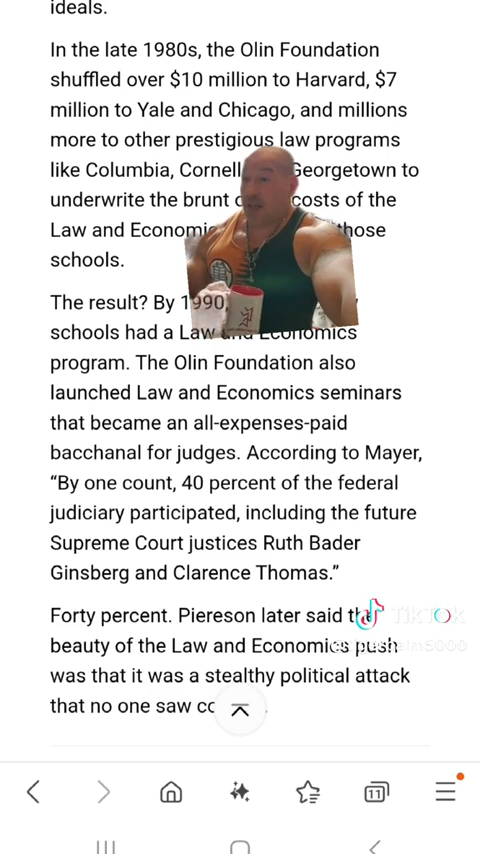 ideals.
In the late 1980s, the Olin Foundation
shuffled over $10 million to Harvard, $7
million to Yale and Chicago, and millions
more to other prestigious law programs
like Columbia, Cornell Georgetown to
underwrite the brunt costs of the
Law and Economic those
schools.
The result? By 1990,
schools had a Law and Economics
program. The Olin Foundation also
launched Law and Economics seminars
that became an all-expenses-paid
bacchanal for judges. According to Mayer,
“By one count, 40 percent of the federal
judiciary participated, including the future
Supreme Court justices Ruth Bader
Ginsberg and Clarence Thomas.”
Forty percent. Piereson later said the
TikTok
beauty of the Law and Economics push
was that it was a stealthy political attack
that no one saw
11